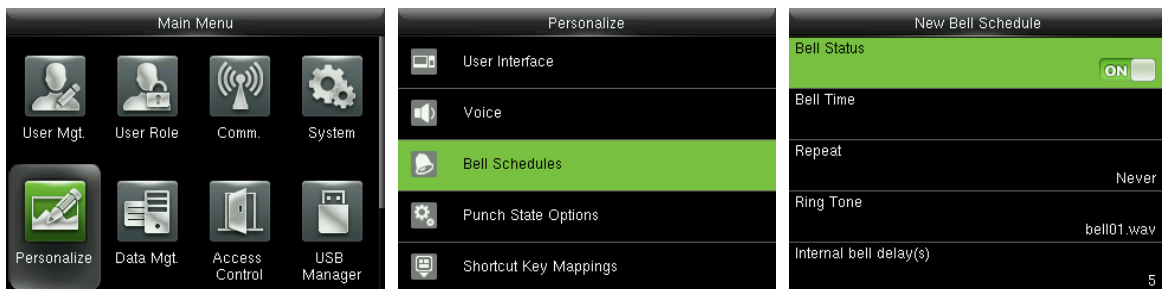 Main Menu
User Mgt.
User Role
Comm.
System
Personalize
Data Mgt.
Access
Control
USB
Manager
Personalize
User Interface
Voice
Bell Schedules
Punch State Options
Shortcut Key Mappings
New Bell Schedule
Bell Status
ON
Bell Time
Repeat
Never
Ring Tone
bell01.wav
Internal bell delay(s)
5